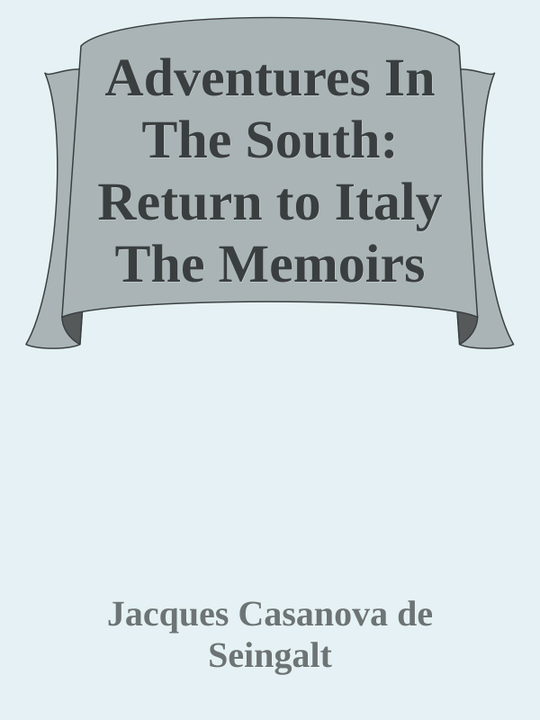 Adventures In
The South:
Return to Italy
The Memoirs
Jacques Casanova de
Seingalt